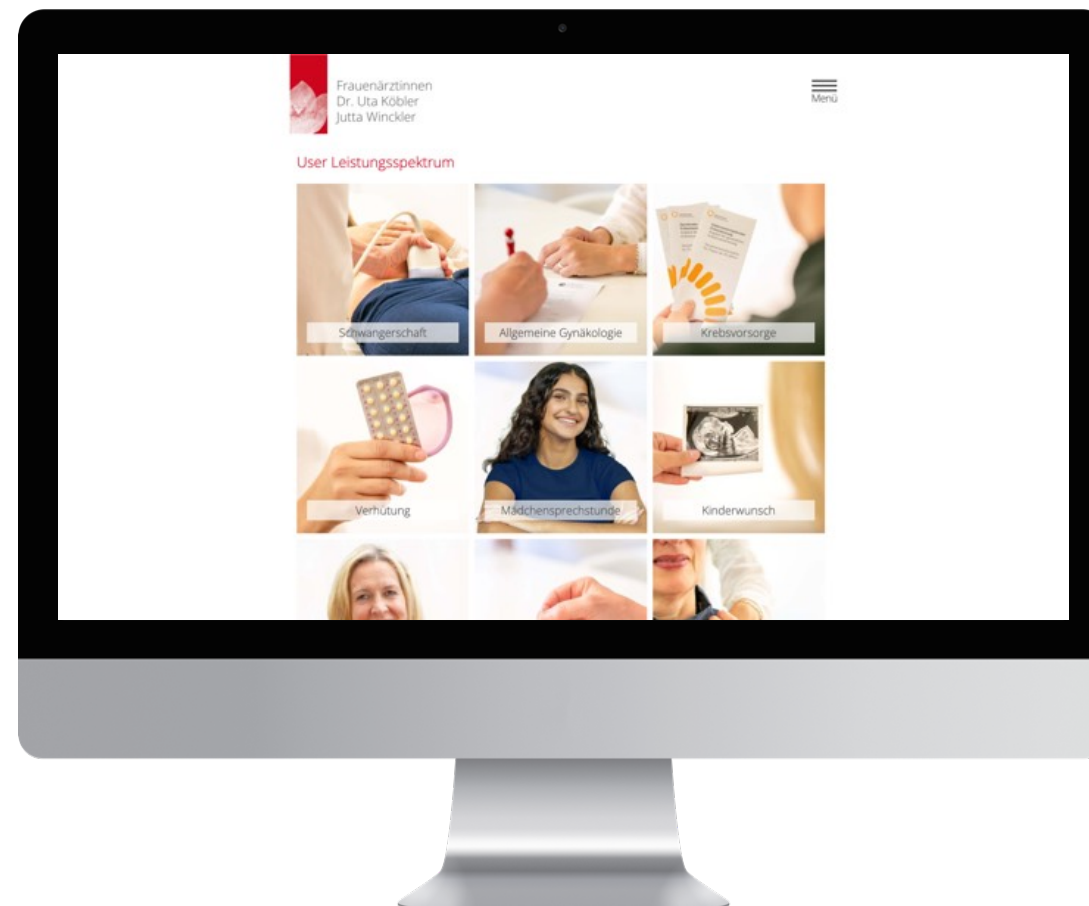 Frauenärztinnen
Dr. Uta Köbler
Jutta Winckler
Menü
User Leistungsspektrum
Schwangerschaft
Allgemeine Gynäkologie
Krebsvorsorge
Verhütung
Mädchensprechstunde
Kinderwunsch